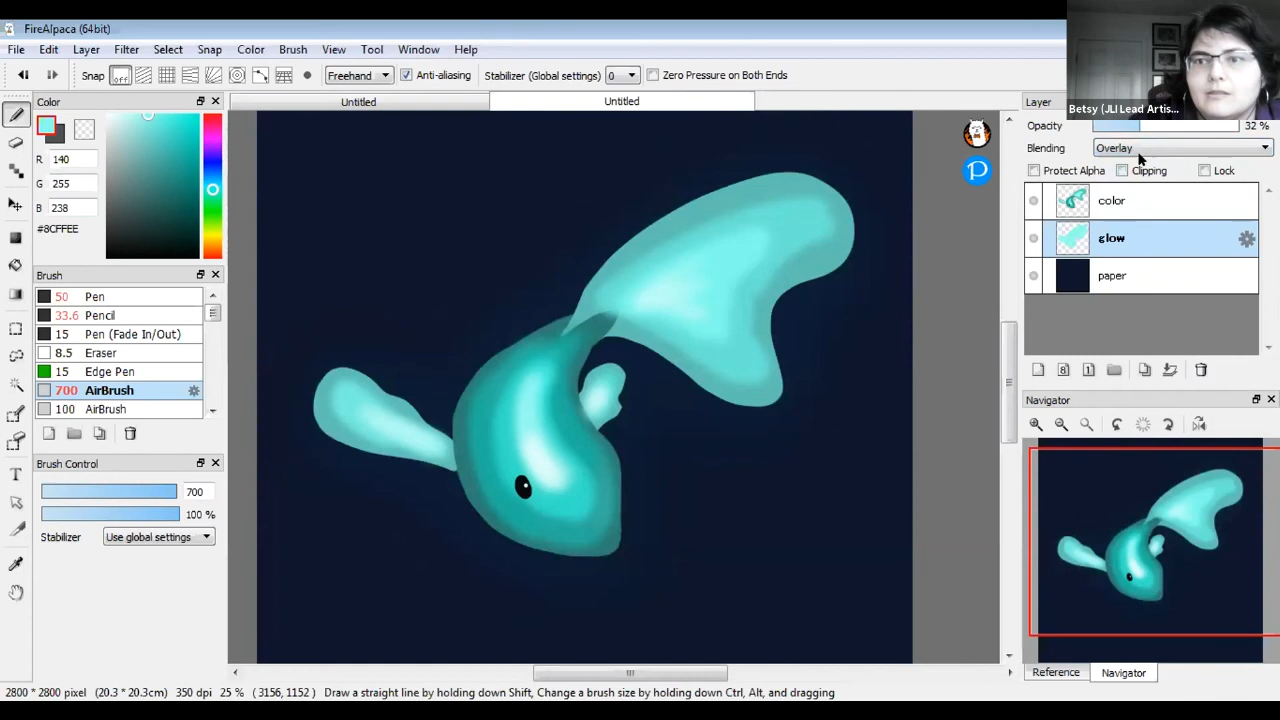 FireAlpaca (64bit)
File Edit Layer Filter Select Snap Color Brush View Tool Window Help
Snap off Freehand Anti-aliasing Stabilizer (Global settings) 0 Zero Pressure on Both Ends
Betsy (JLI Lead Artis...
Color
Untitled
Untitled
Layer
Opacity 32 %
Blending Overlay
Protect Alpha Clipping Lock
R 140
G 255
B 238
#8CFFEE
color
glow
paper
Brush
50 Pen
33.6 Pencil
15 Pen (Fade In/Out)
8.5 Eraser
15 Edge Pen
700 AirBrush
100 AirBrush
8 1
Navigator
Brush Control
700
100 %
Stabilizer Use global settings
Reference Navigator
2800 * 2800 pixel (20.3 * 20.3cm) 350 dpi 25 % ( 3156, 1152 ) Draw a straight line by holding down Shift, Change a brush size by holding down Ctrl, Alt, and dragging